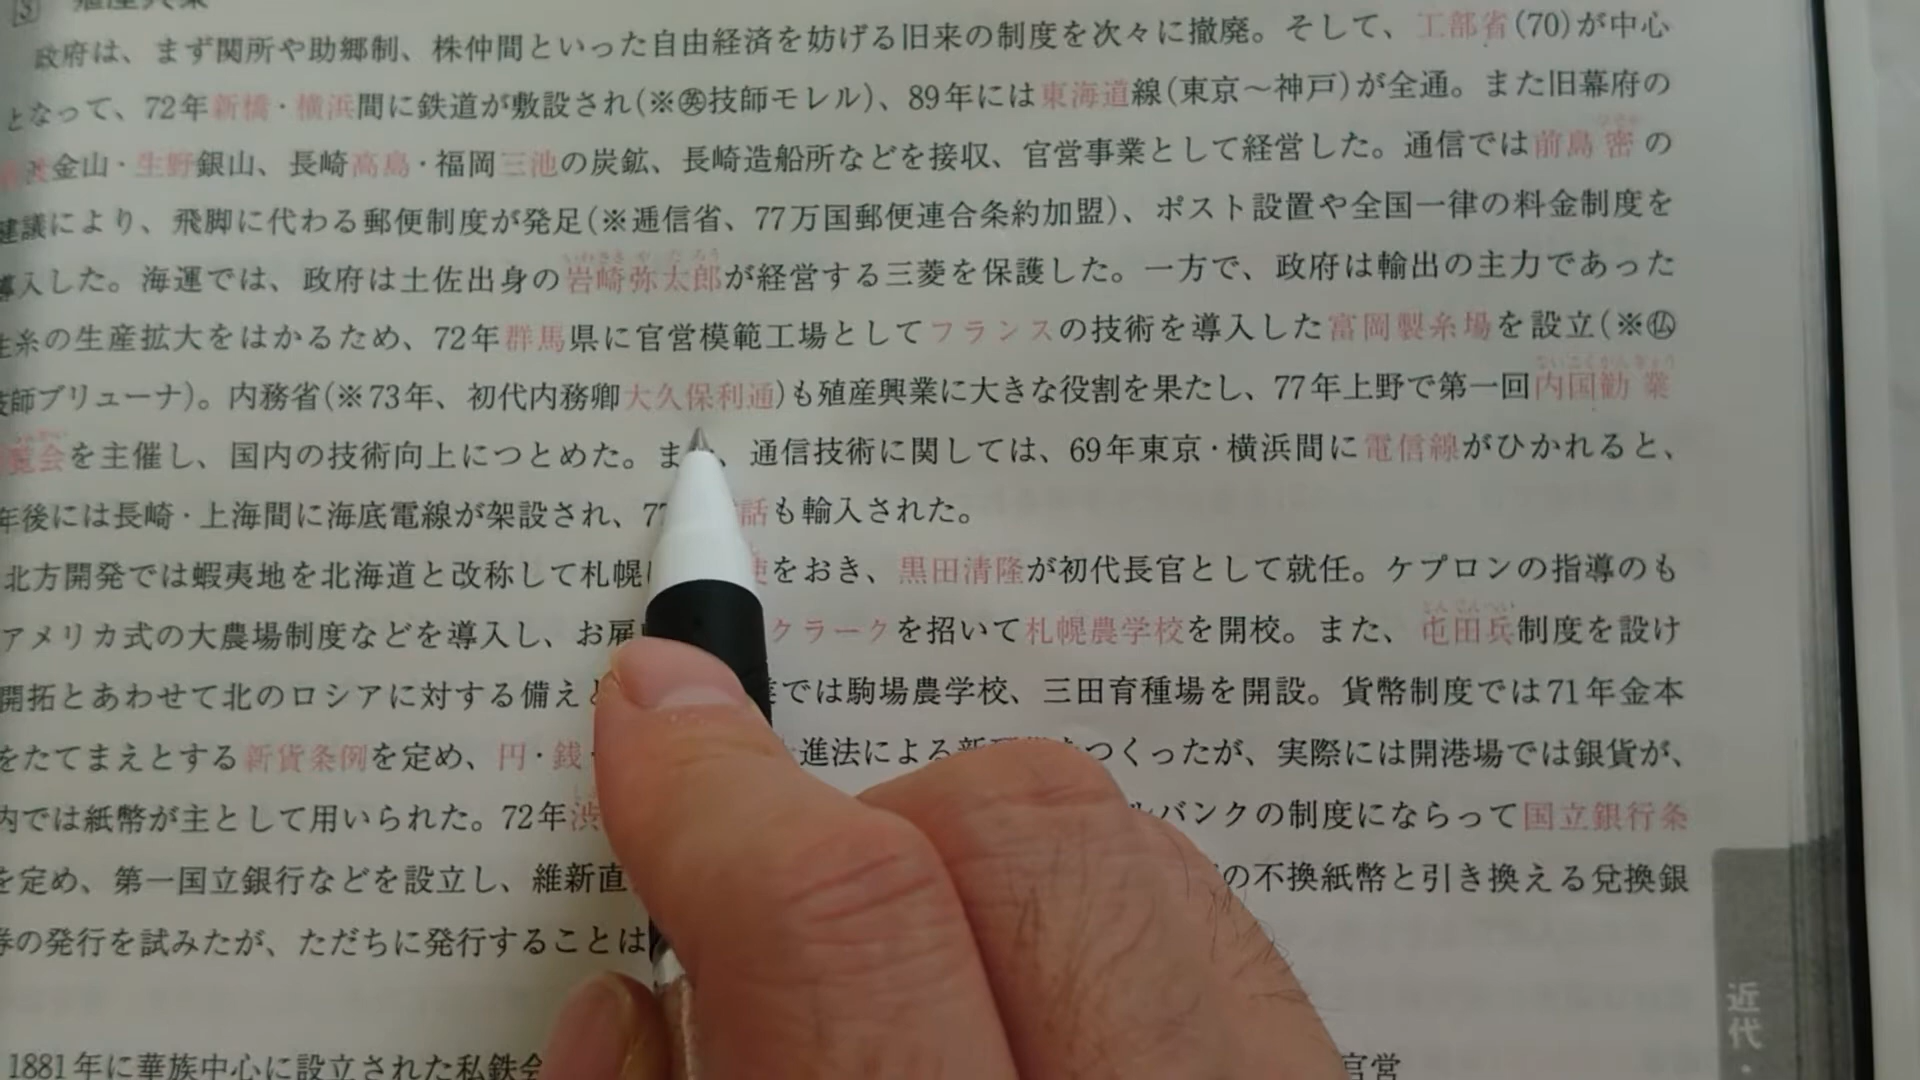 政府は、まず関所や助郷制、株仲間といった自由経済を妨げる旧来の制度を次々に撤廃。そして、工部省(70)が中心
となって、72年新橋・横浜間に鉄道が敷設され(※㊤技師モレル)、89年には東海道線(東京～神戸)が全通。また旧幕府の
金山・生野銀山、長崎高島・福岡三池の炭鉱、長崎造船所などを接収、官営事業として経営した。通信では前島密の
建議により、飛脚に代わる郵便制度が発足(※逓信省、77万国郵便連合条約加盟)、ポスト設置や全国一律の料金制度を
導入した。海運では、政府は土佐出身の岩崎弥太郎が経営する三菱を保護した。一方で、政府は輸出の主力であった
生糸の生産拡大をはかるため、72年群馬県に官営模範工場としてフランスの技術を導入した富岡製糸場を設立(※㊋
技師ブリューナ)。内務省(※73年、初代内務卿大久保利通)も殖産興業に大きな役割を果たし、77年上野で第一回内国勧業
覧会を主催し、国内の技術向上につとめた。ま、通信技術に関しては、69年東京・横浜間に電信線がひかれると、
年後には長崎・上海間に海底電線が架設され、77話も輸入された。
北方開発では蝦夷地を北海道と改称して札幌使をおき、黒田清隆が初代長官として就任。ケプロンの指導のも
アメリカ式の大農場制度などを導入し、お雇クラークを招いて札幌農学校を開校。また、屯田兵制度を設け
開拓とあわせて北のロシアに対する備えとでは駒場農学校、三田育種場を開設。貨幣制度では71年金本
をたてまえとする新貨条例を定め、円・銭進法による新をつくったが、実際には開港場では銀貨が、
内では紙幣が主として用いられた。72年渋ルバンクの制度にならって国立銀行条
を定め、第一国立銀行などを設立し、維新直の不換紙幣と引き換える兌換銀
券の発行を試みたが、ただちに発行することは
1881年に華族中心に設立された私鉄会官営
近代・